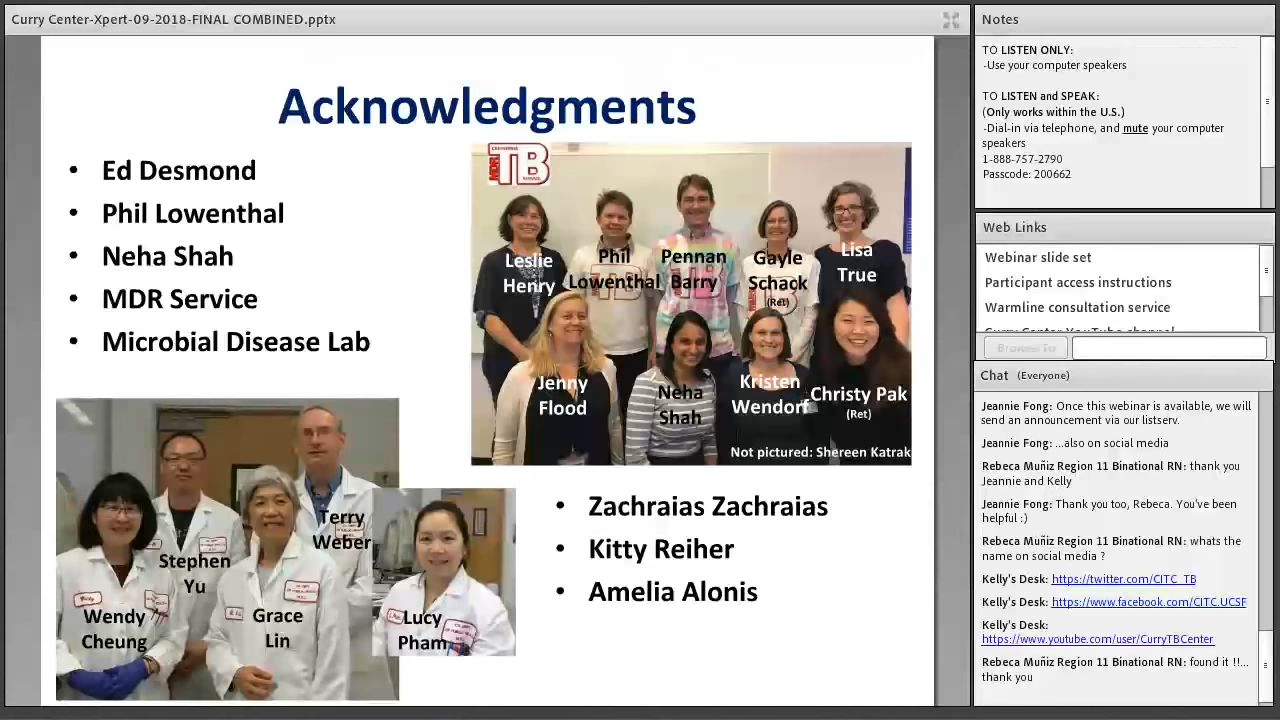 Curry Center-Xpert-09-2018-FINAL COMBINED.pptx
Acknowledgments
• Ed Desmond
• Phil Lowenthal
• Neha Shah
• MDR Service
• Microbial Disease Lab
TB
Leslie
Henry
Phil
Lowenthal
Pennan
Barry
Gayle
Schack
(Ret)
Lisa
True
Jenny
Flood
Neha
Shah
Kristen
Wendorf
Christy Pak
(Ret)
Not pictured: Shereen Katrak
Terry
Weber
Stephen
Yu
Wendy
Cheung
Grace
Lin
Lucy
Pham
• Zachraias Zachraias
• Kitty Reiher
• Amelia Alonis
Notes
TO LISTEN ONLY:
-Use your computer speakers
TO LISTEN and SPEAK:
(Only works within the U.S.)
-Dial-in via telephone, and mute your computer
speakers
1-888-757-2790
Passcode: 200662
Web Links
Webinar slide set
Participant access instructions
Warmline consultation service
Curry Center YouTube channel
Browse To
Chat (Everyone)
Jeannie Fong: Once this webinar is available, we will
send an announcement via our listserv.
Jeannie Fong: ...also on social media
Rebeca Muñiz Region 11 Binational RN: thank you
Jeannie and Kelly
Jeannie Fong: Thank you too, Rebeca. You've been
helpful :)
Rebeca Muñiz Region 11 Binational RN: whats the
name on social media ?
Kelly's Desk: https://twitter.com/CITC_TB
Kelly's Desk: https://www.facebook.com/CITC.UCSF
Kelly's Desk:
https://www.youtube.com/user/CurryTBCenter
Rebeca Muñiz Region 11 Binational RN: found it !!...
thank you